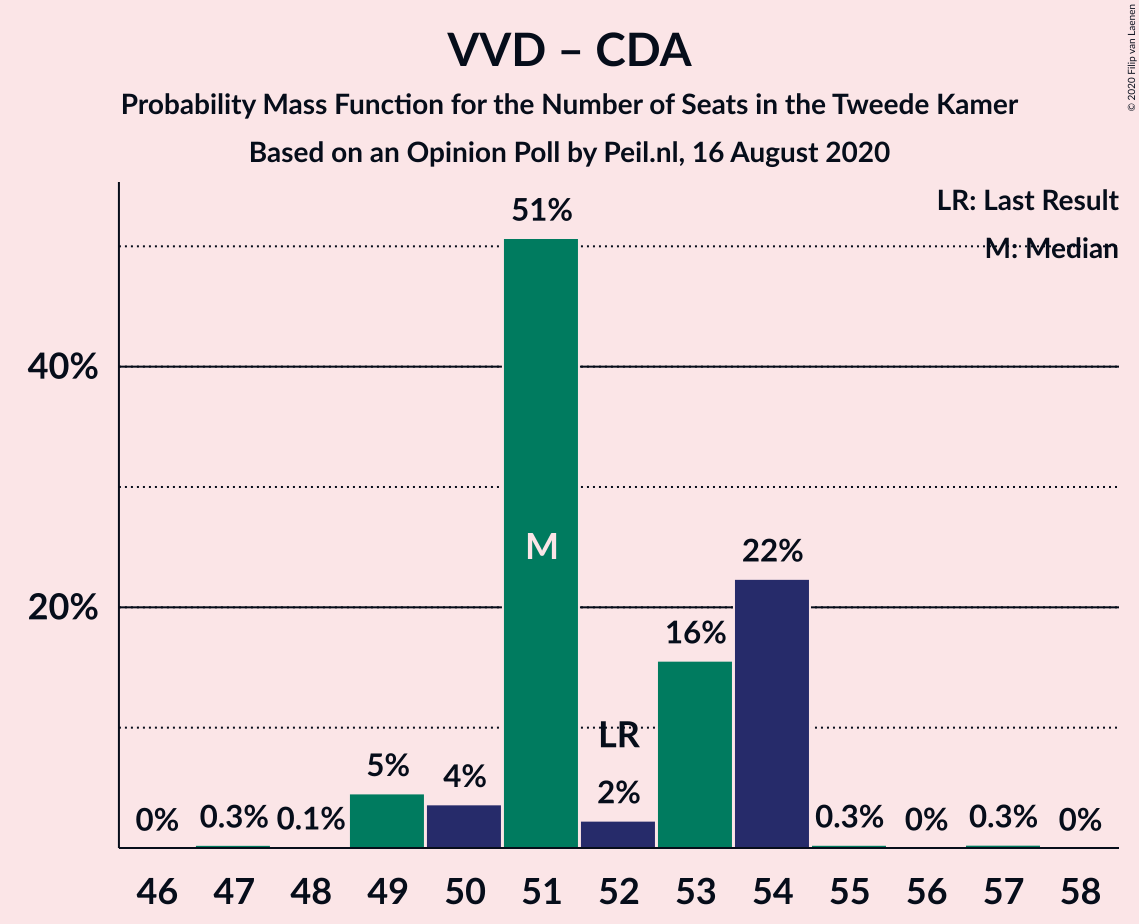 VVD – CDA
Probability Mass Function for the Number of Seats in the Tweede Kamer
Based on an Opinion Poll by Peil.nl, 16 August 2020
© 2020 Filip van Laenen
LR: Last Result
M: Median
40%
20%
0%
0.3%
0.1%
5%
4%
51%
M
LR
2%
16%
22%
0.3%
0%
0.3%
0%
46 47 48 49 50 51 52 53 54 55 56 57 58